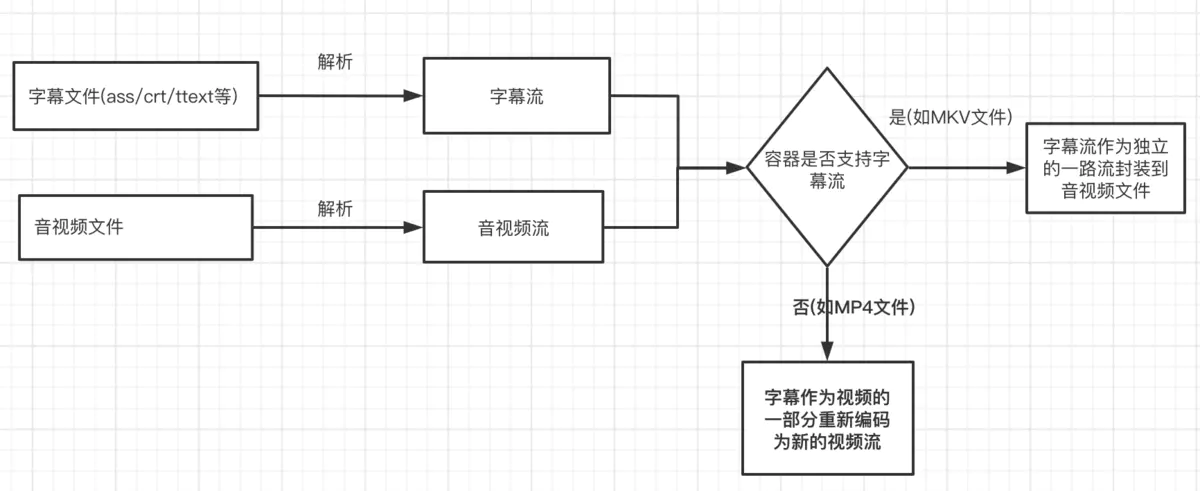 解析
字幕文件(ass/crt/ttext等)
字幕流
音视频文件
解析
音视频流
容器是否支持字
幕流
是(如MKV文件)
字幕流作为独立
的一路流封装到
音视频文件
否(如MP4文件)
字幕作为视频的
一部分重新编码
为新的视频流